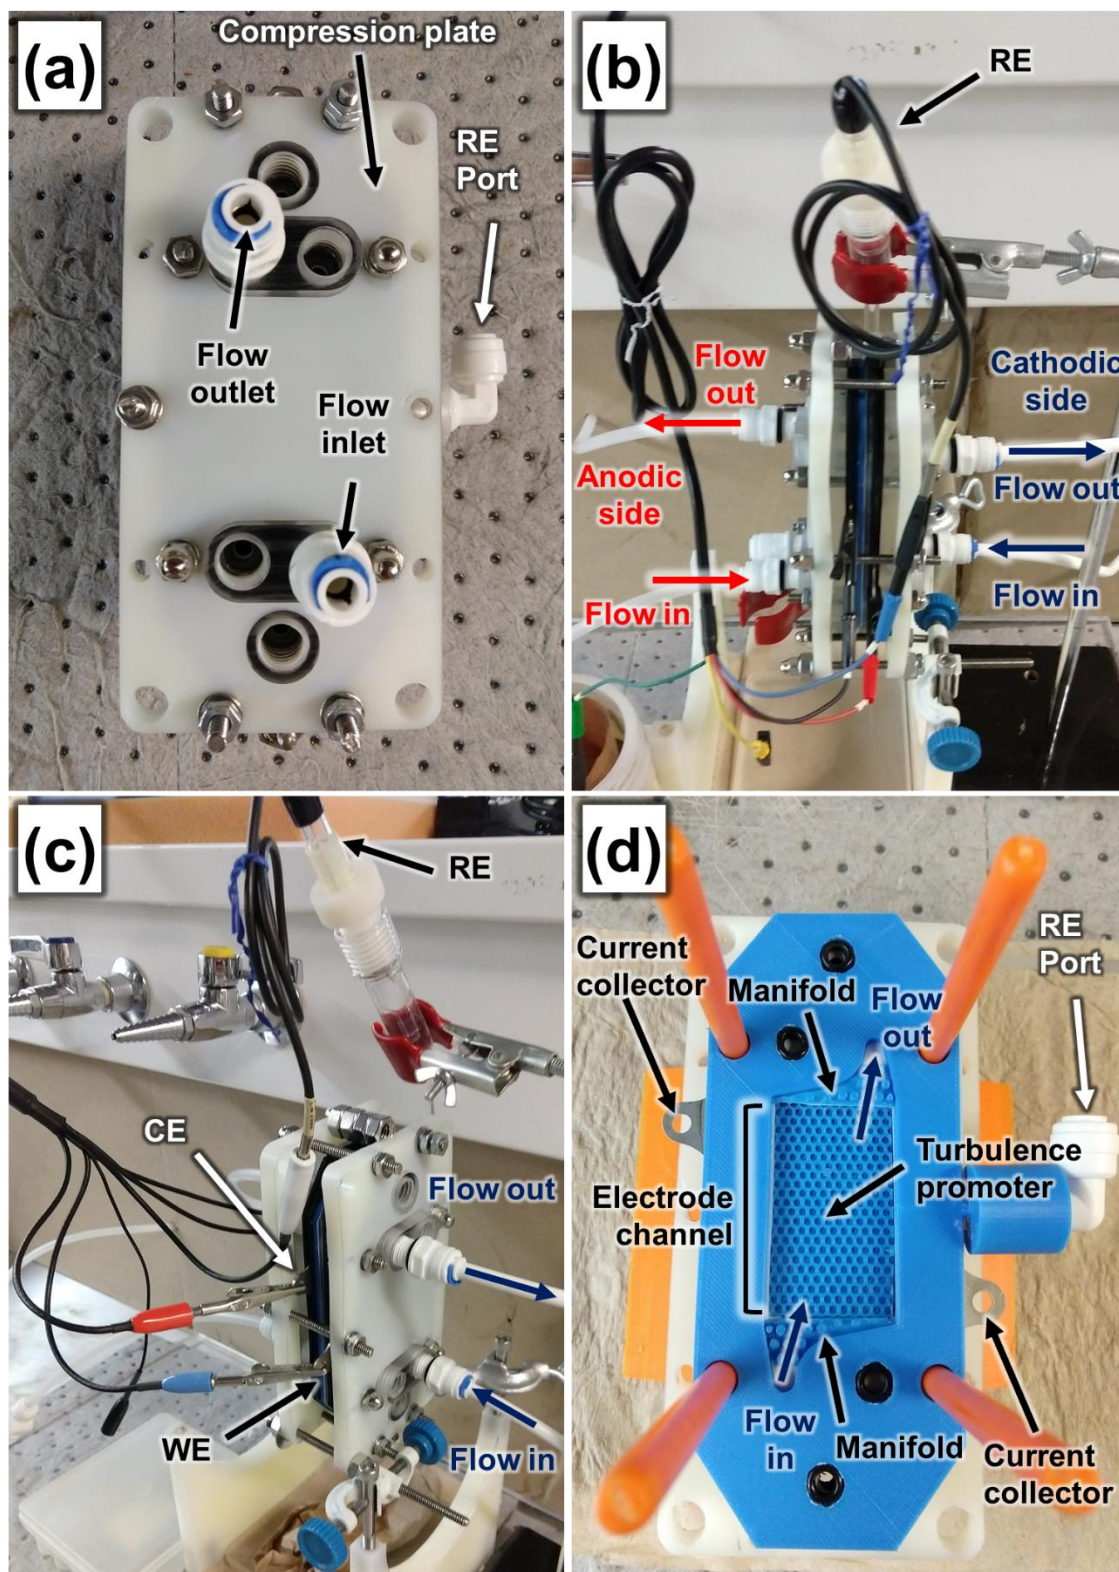 (a)
Compression plate
RE
Port
Flow
outlet
Flow
inlet
(b)
RE
Flow
out
Cathodic
side
Anodic
side
Flow out
Flow in
Flow in
(c)
RE
CE
Flow out
WE
Flow in
(d)
RE
Port
Current
collector
Manifold
Flow
out
Turbulence
promoter
Electrode
channel
Flow
in
Manifold
Current
collector